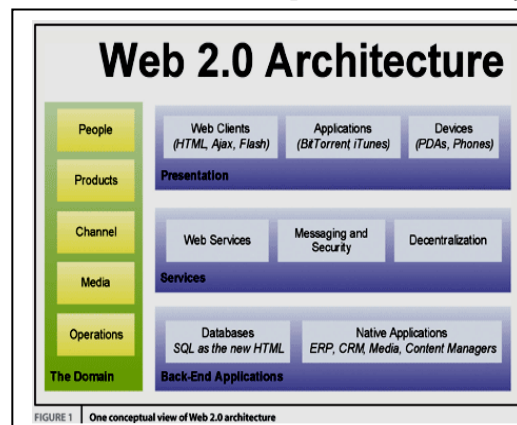 Web 2.0 Architecture
People
Products
Channel
Media
Operations
The Domain
Web Clients
(HTML, Ajax, Flash)
Applications
(BitTorrent, iTunes)
Devices
(PDAs, Phones)
Presentation
Web Services
Messaging and
Security
Decentralization
Services
Databases
SQL as the new HTML
Native Applications
ERP, CRM, Media, Content Managers
Back-End Applications
FIGURE 1 One conceptual view of Web 2.0 architecture